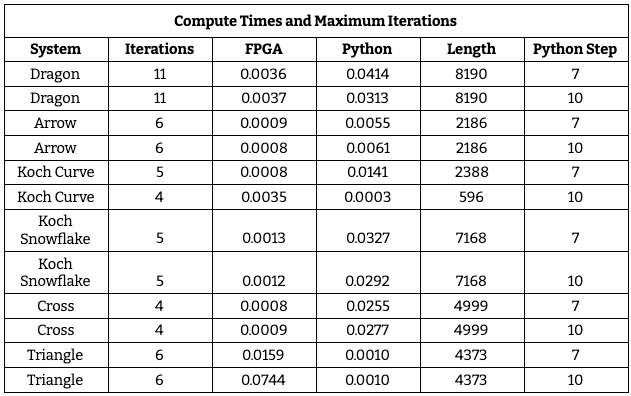 Compute Times and Maximum Iterations
System Iterations FPGA Python Length Python Step
Dragon 11 0.0036 0.0414 8190 7
Dragon 11 0.0037 0.0313 8190 10
Arrow 6 0.0009 0.0055 2186 7
Arrow 6 0.0008 0.0061 2186 10
Koch Curve 5 0.0008 0.0141 2388 7
Koch Curve 4 0.0035 0.0003 596 10
Koch
Snowflake 5 0.0013 0.0327 7168 7
Koch
Snowflake 5 0.0012 0.0292 7168 10
Cross 4 0.0008 0.0255 4999 7
Cross 4 0.0009 0.0277 4999 10
Triangle 6 0.0159 0.0010 4373 7
Triangle 6 0.0744 0.0010 4373 10